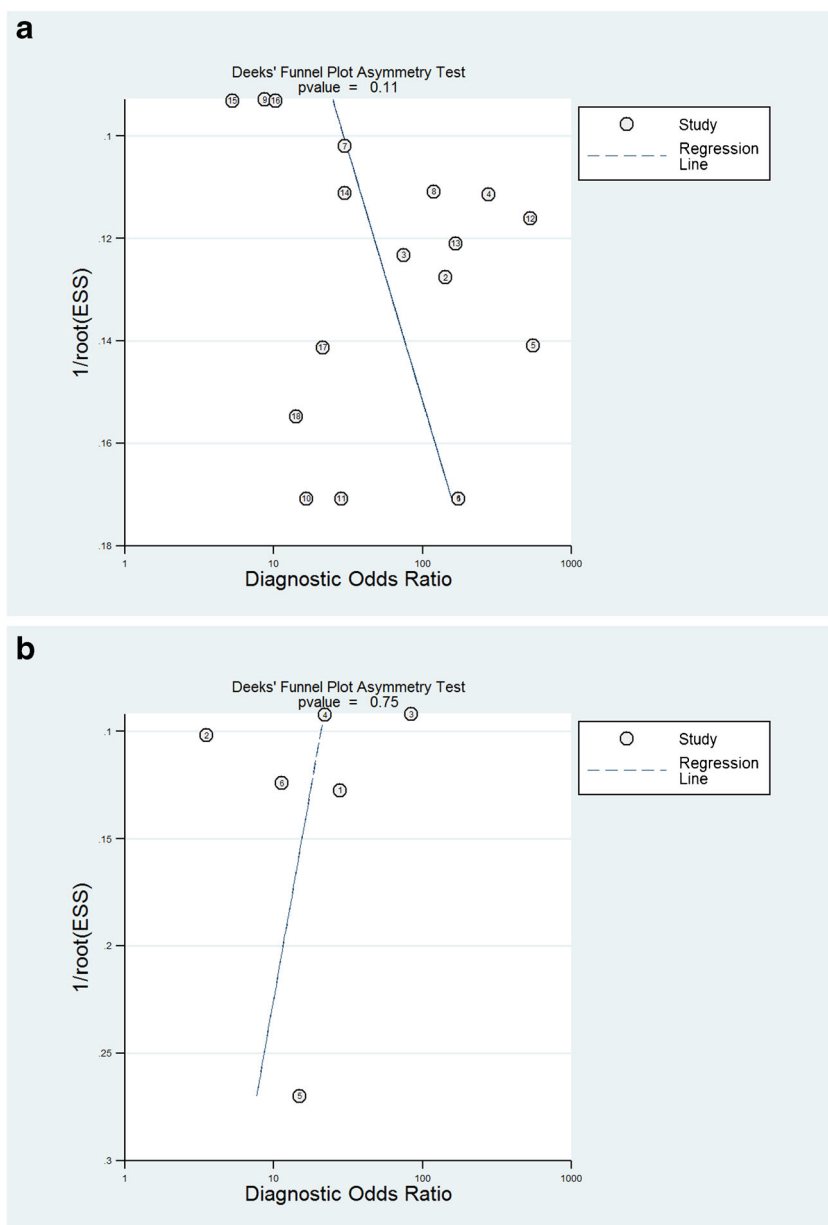 a
Deeks' Funnel Plot Asymmetry Test
pvalue = 0.11
15
9
16
.1
7
14
8
4
12
.12
13
3
2
.14
17
5
18
.16
10
11
.18
1
10
100
1000
1/root(ESS)
Diagnostic Odds Ratio
Study
Regression
Line
b
Deeks' Funnel Plot Asymmetry Test
pvalue = 0.75
4
3
.1
2
6
1
.15
.2
.25
5
.3
1
10
100
1000
1/root(ESS)
Diagnostic Odds Ratio
Study
Regression
Line